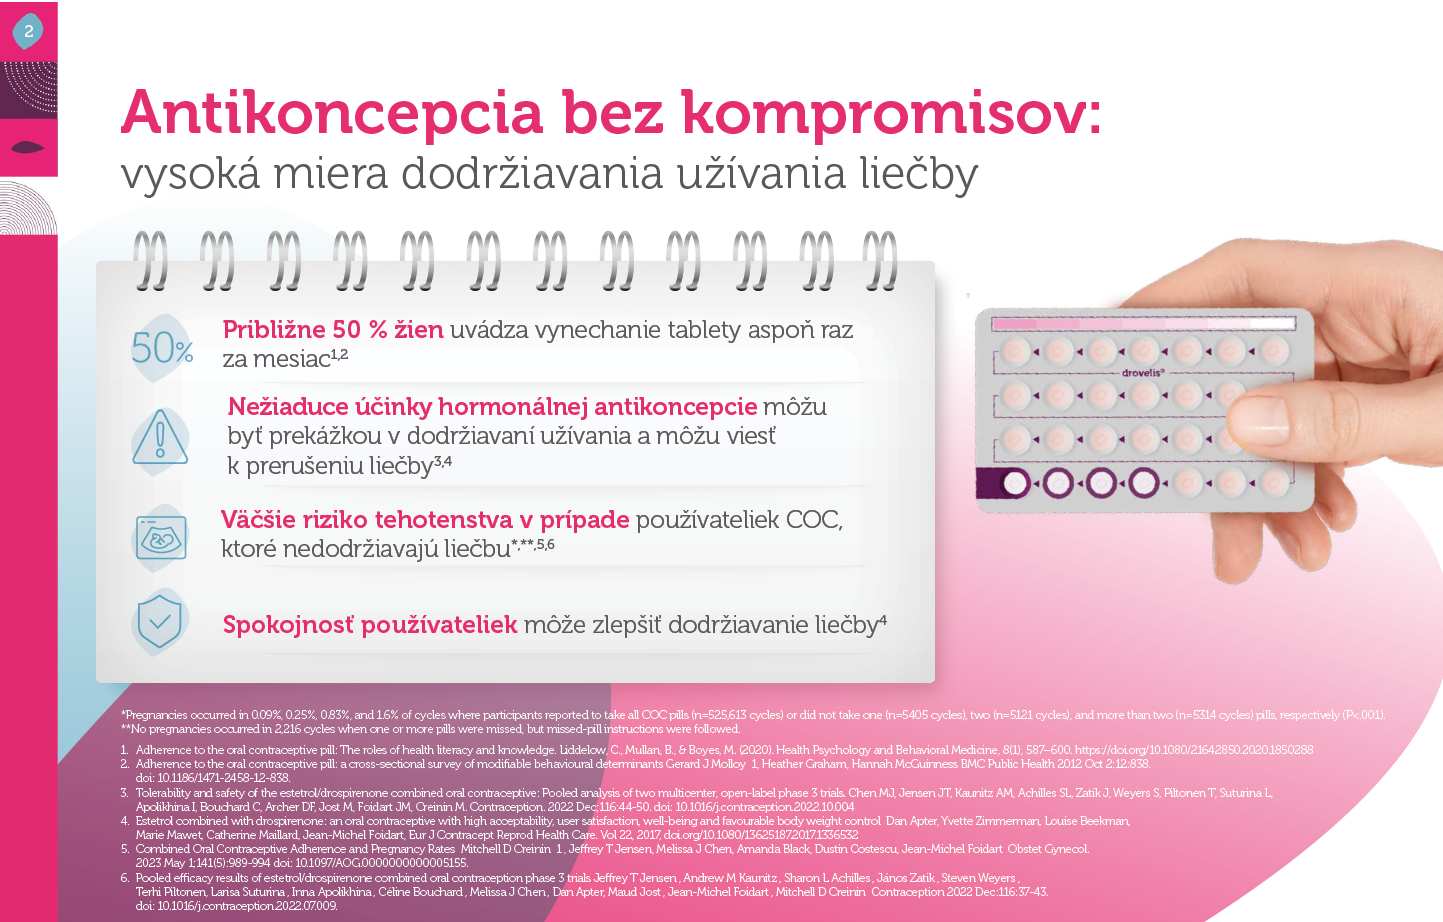 2
Antikoncepcia bez kompromisov:
vysoká miera dodržiavania užívania liečby
50%
Približne 50 % žien uvádza vynechanie tablety aspoň raz
za mesiac1,2
Nežiaduce účinky hormonálnej antikoncepcie môžu
byť prekážkou v dodržiavaní užívania a môžu viesť
k prerušeniu liečby3,4
Väčšie riziko tehotenstva v prípade používateliek COC,
ktoré nedodržiavajú liečbu*,**,5,6
Spokojnosť používateliek môže zlepšiť dodržiavanie liečby4
drovelis®
*Pregnancies occurred in 0.09%, 0.25%, 0.83%, and 1.6% of cycles where participants reported to take all COC pills (n=525,613 cycles) or did not take one (n=5405 cycles), two (n=5121 cycles), and more than two (n=5314 cycles) pills, respectively (P<.001).
**No pregnancies occurred in 2,216 cycles when one or more pills were missed, but missed-pill instructions were followed.
1. Adherence to the oral contraceptive pill: The roles of health literacy and knowledge. Liddelow, C., Mullan, B., & Boyes, M. (2020). Health Psychology and Behavioral Medicine, 8(1), 587–600. https://doi.org/10.1080/21642850.2020.1850288
2. Adherence to the oral contraceptive pill: a cross-sectional survey of modifiable behavioural determinants Gerard J Molloy 1, Heather Graham, Hannah McGuinness BMC Public Health 2012 Oct 2:12:838.
doi: 10.1186/1471-2458-12-838.
3. Tolerability and safety of the estetrol/drospirenone combined oral contraceptive: Pooled analysis of two multicenter, open-label phase 3 trials. Chen MJ, Jensen JT, Kaunitz AM, Achilles SL, Zatik J, Weyers S, Piltonen T, Suturina L,
Apolikhina I, Bouchard C, Archer DF, Jost M, Foidart JM, Creinin M. Contraception. 2022 Dec;116:44-50. doi: 10.1016/j.contraception.2022.10.004
4. Estetrol combined with drospirenone: an oral contraceptive with high acceptability, user satisfaction, well-being and favourable body weight control Dan Apter, Yvette Zimmerman, Louise Beekman,
Marie Mawet, Catherine Maillard, Jean-Michel Foidart, Eur J Contracept Reprod Health Care. Vol 22, 2017, doi.org/10.1080/13625187.2017.1336532
5. Combined Oral Contraceptive Adherence and Pregnancy Rates Mitchell D Creinin 1 , Jeffrey T Jensen, Melissa J Chen, Amanda Black, Dustin Costescu, Jean-Michel Foidart Obstet Gynecol.
2023 May 1;141(5):989-994 doi: 10.1097/AOG.0000000000005155.
6. Pooled efficacy results of estetrol/drospirenone combined oral contraception phase 3 trials Jeffrey T Jensen , Andrew M Kaunitz , Sharon L Achilles , János Zatik , Steven Weyers ,
Terhi Piltonen, Larisa Suturina , Inna Apolikhina , Céline Bouchard , Melissa J Chen , Dan Apter, Maud Jost , Jean-Michel Foidart , Mitchell D Creinin Contraception 2022 Dec:116:37-43.
doi: 10.1016/j.contraception.2022.07.009.